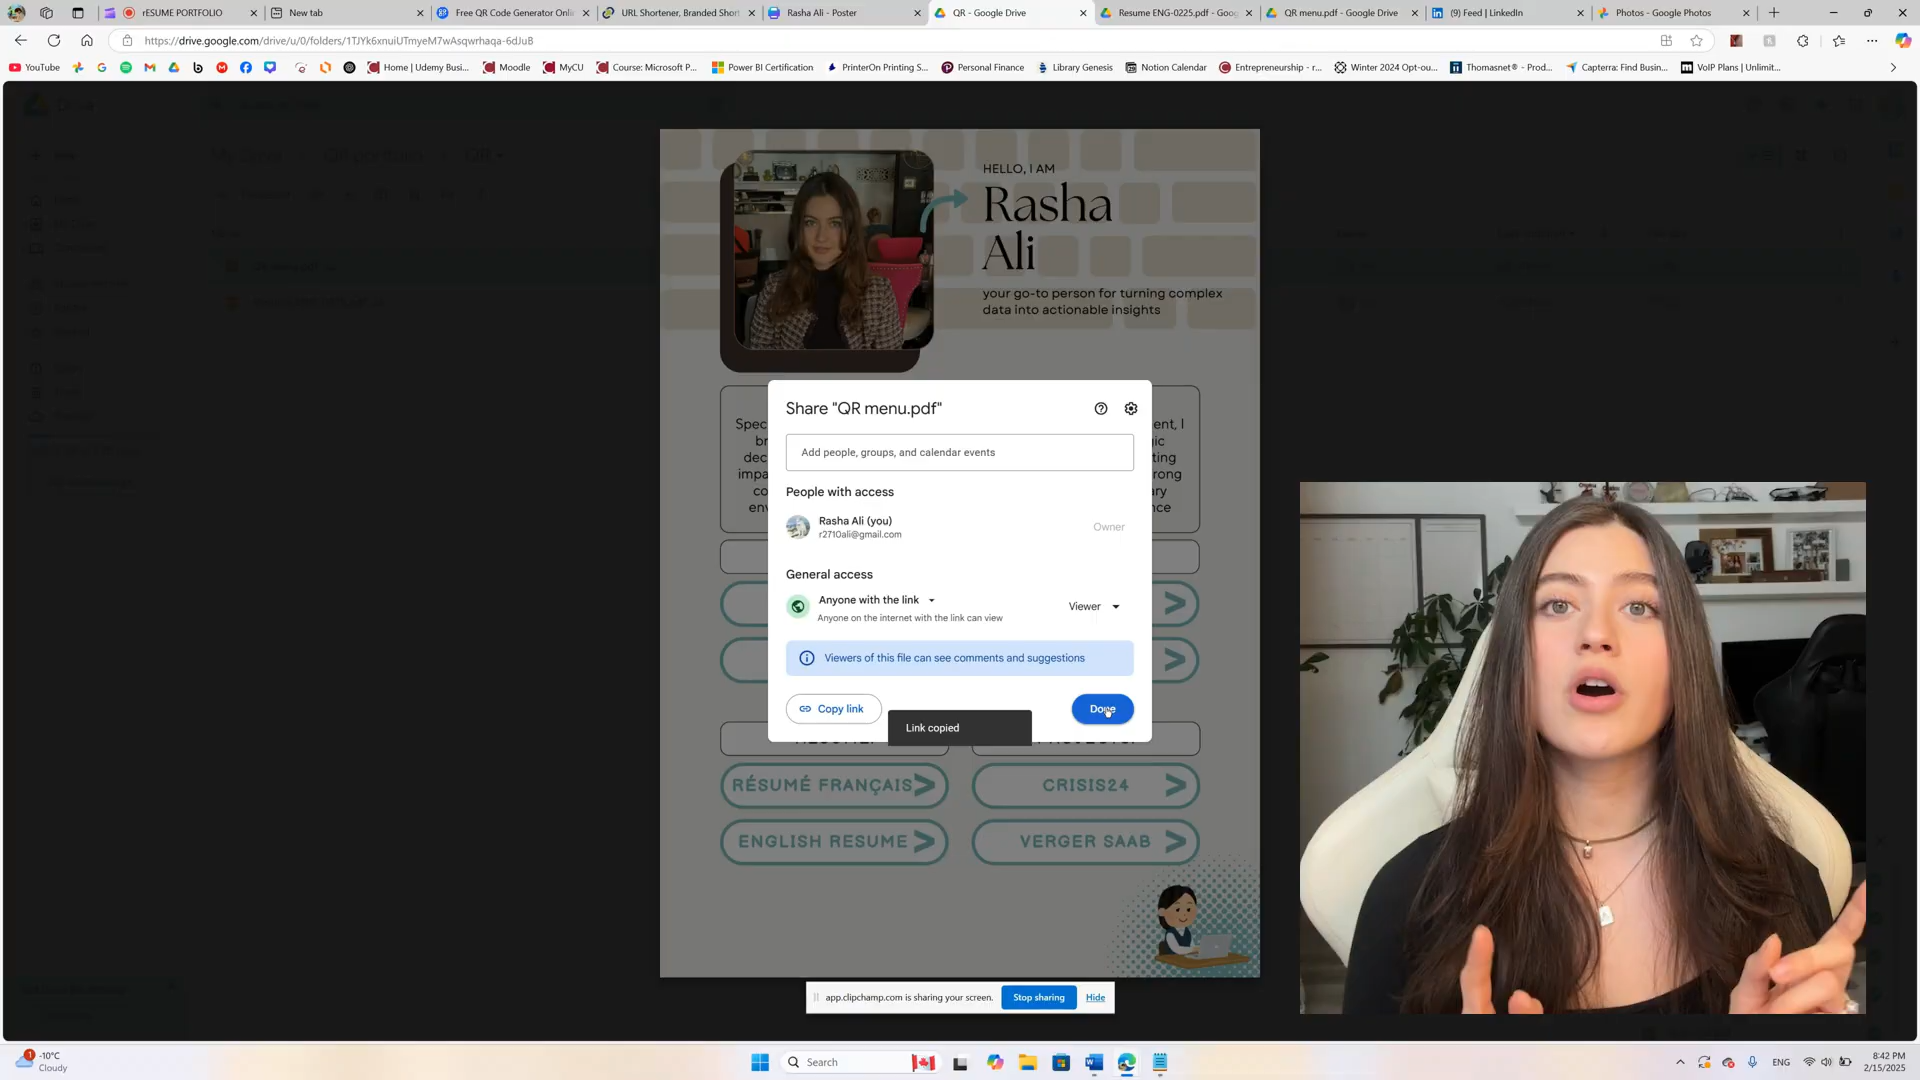 rESUME PORTFOLIO
New tab
Free QR Code Generator Onli
URL Shortener, Branded Short
Rasha Ali - Poster
QR - Google Drive
Resume ENG-0225.pdf - Goog
QR menu.pdf - Google Drive
(9) Feed | LinkedIn
Photos - Google Photos
https://drive.google.com/drive/u/0/folders/1TJYk6xnuiUTmyeM7wAsqwrhaqa-6dJuB
YouTube
Home | Udemy Busi...
Moodle
MyCU
Course: Microsoft P...
Power BI Certification
PrinterOn Printing S...
Personal Finance
Library Genesis
Notion Calendar
Entrepreneurship - r...
Winter 2024 Opt-ou...
Thomasnet® - Prod...
Capterra: Find Busin...
VoIP Plans | Unlimit...
HELLO, I AM
Rasha
Ali
your go-to person for turning complex
data into actionable insights
Share "QR menu.pdf"
Add people, groups, and calendar events
People with access
Rasha Ali (you)
r2710ali@gmail.com
Owner
General access
Anyone with the link
Anyone on the internet with the link can view
Viewer
Viewers of this file can see comments and suggestions
Copy link
Done
Link copied
RÉSUMÉ FRANÇAIS
CRISIS24
ENGLISH RESUME
VERGER SAAB
app.clipchamp.com is sharing your screen.
Stop sharing
Hide
1
-10°C
Cloudy
Search
ENG
8:42 PM
2/15/2025